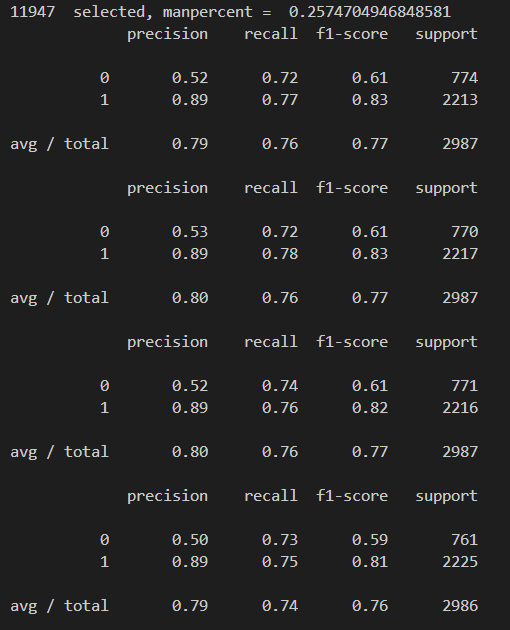 11947  selected, manpercent =  0.2574704946848581
             precision    recall  f1-score   support

          0       0.52      0.72      0.61       774
          1       0.89      0.77      0.83      2213

avg / total       0.79      0.76      0.77      2987

             precision    recall  f1-score   support

          0       0.53      0.72      0.61       770
          1       0.89      0.78      0.83      2217

avg / total       0.80      0.76      0.77      2987

             precision    recall  f1-score   support

          0       0.52      0.74      0.61       771
          1       0.89      0.76      0.82      2216

avg / total       0.80      0.76      0.77      2987

             precision    recall  f1-score   support

          0       0.50      0.73      0.59       761
          1       0.89      0.75      0.81      2225

avg / total       0.79      0.74      0.76      2986